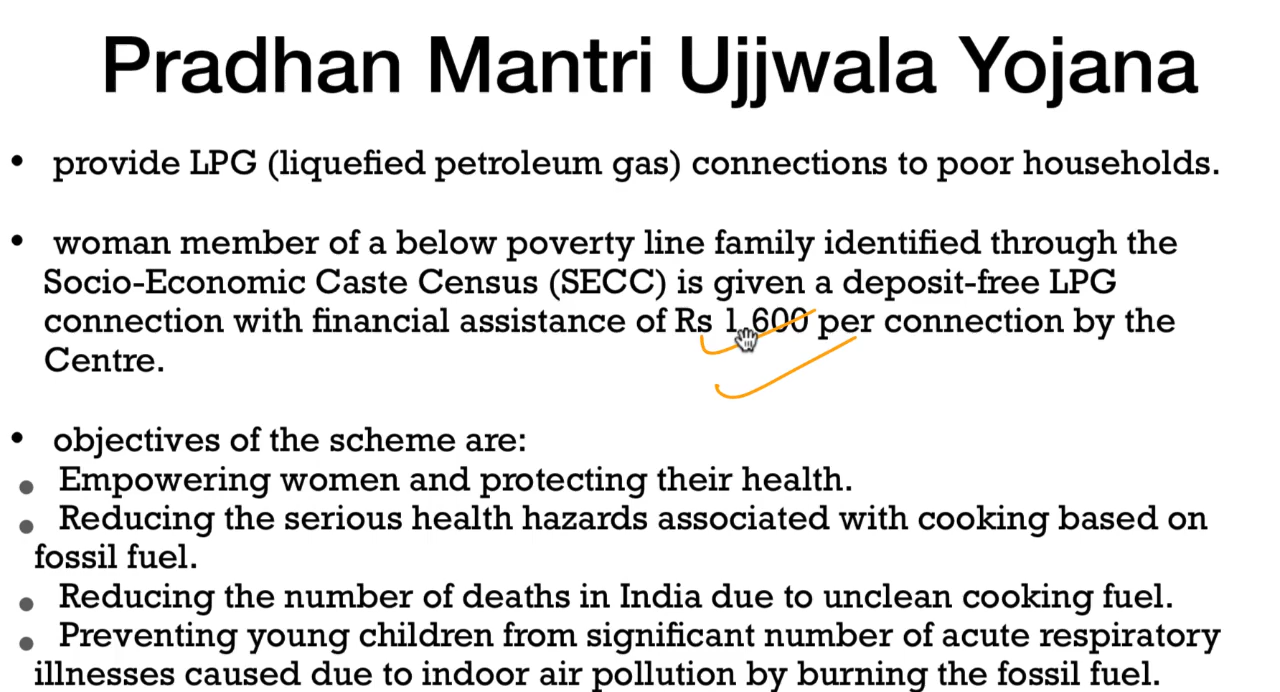 Pradhan Mantri Ujjwala Yojana
• provide LPG (liquefied petroleum gas) connections to poor households.
• woman member of a below poverty line family identified through the
Socio-Economic Caste Census (SECC) is given a deposit-free LPG
connection with financial assistance of Rs 1,600 per connection by the
Centre.
• objectives of the scheme are:
• Empowering women and protecting their health.
• Reducing the serious health hazards associated with cooking based on
fossil fuel.
• Reducing the number of deaths in India due to unclean cooking fuel.
• Preventing young children from significant number of acute respiratory
illnesses caused due to indoor air pollution by burning the fossil fuel.